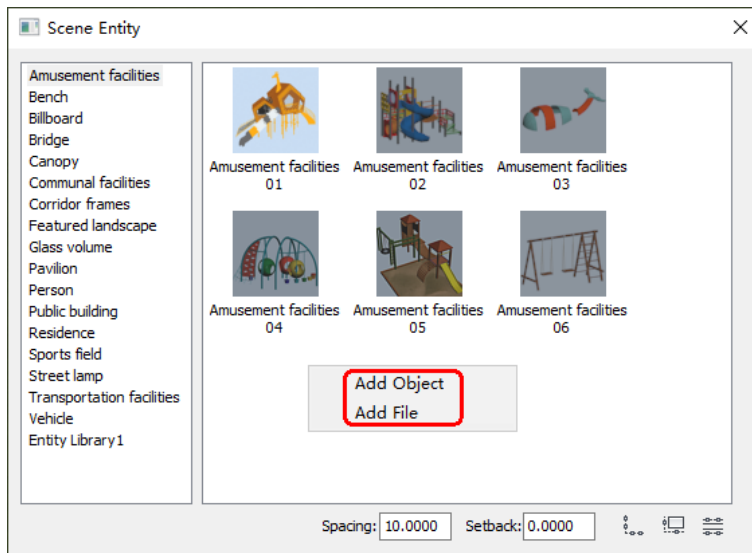 Scene Entity
Amusement facilities
Bench
Billboard
Bridge
Canopy
Communal facilities
Corridor frames
Featured landscape
Glass volume
Pavilion
Person
Public building
Residence
Sports field
Street lamp
Transportation facilities
Vehicle
Entity Library1
Amusement facilities
01
Amusement facilities
02
Amusement facilities
03
Amusement facilities
04
Amusement facilities
05
Amusement facilities
06
Add Object
Add File
Spacing: 10.0000 Setback: 0.0000